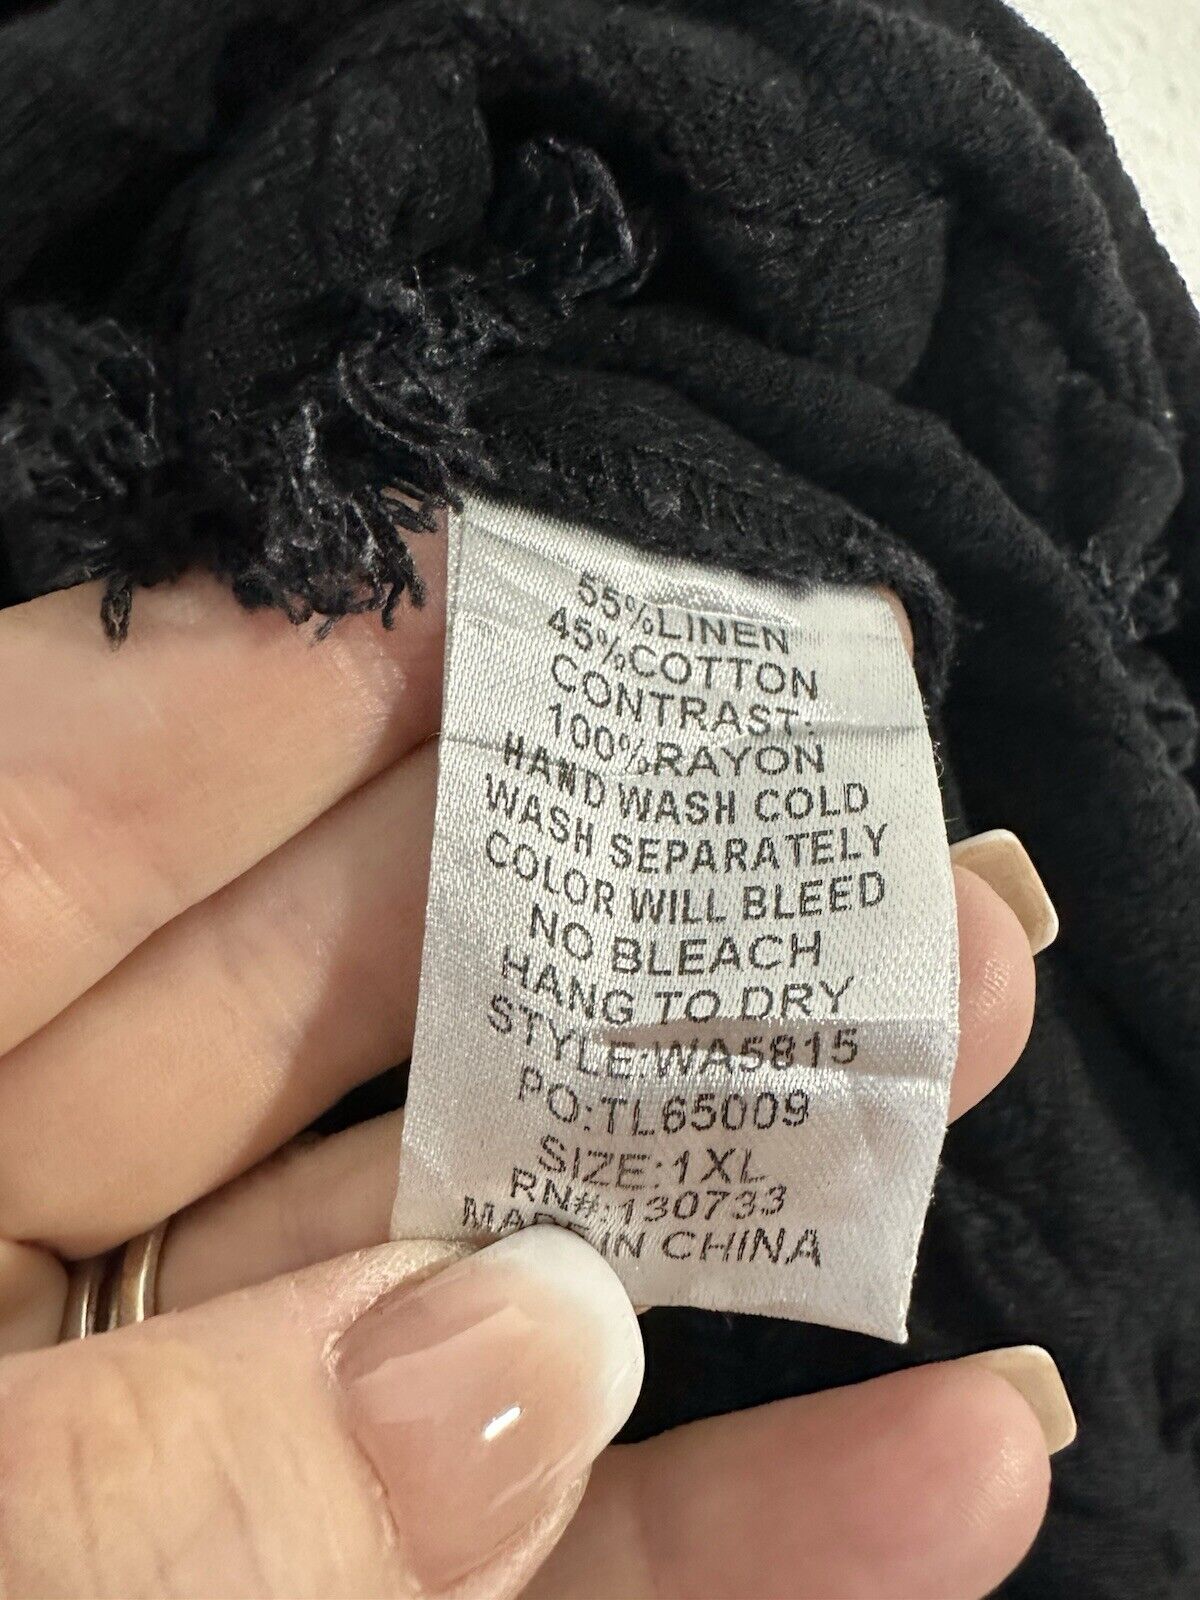 55%LINEN
45%COTTON
CONTRAST:
100%RAYON
HAND WASH COLD
WASH SEPARATELY
COLOR WILL BLEED
NO BLEACH
HANG TO DRY
STYLE:WA5815
PO:TL65009
SIZE:1XL
RN#:130733
MADE IN CHINA